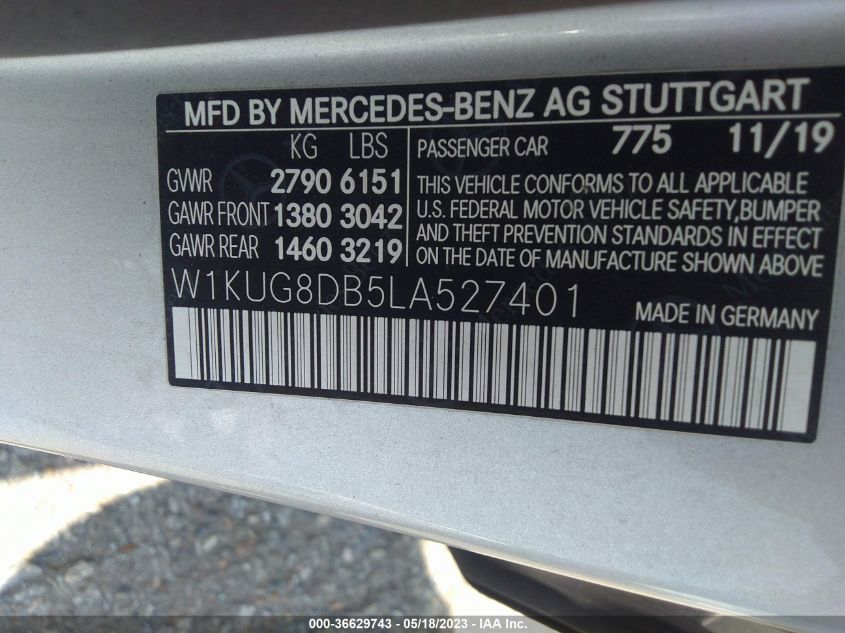 MFD BY MERCEDES-BENZ AG STUTTGART
KG LBS
GVWR 2790 6151
GAWR FRONT 1380 3042
GAWR REAR 1460 3219
PASSENGER CAR 775 11/19
THIS VEHICLE CONFORMS TO ALL APPLICABLE
U.S. FEDERAL MOTOR VEHICLE SAFETY, BUMPER
AND THEFT PREVENTION STANDARDS IN EFFECT
ON THE DATE OF MANUFACTURE SHOWN ABOVE
W1KUG8DB5LA527401
MADE IN GERMANY
000-36629743 / 05/18/2023 - IAA Inc.